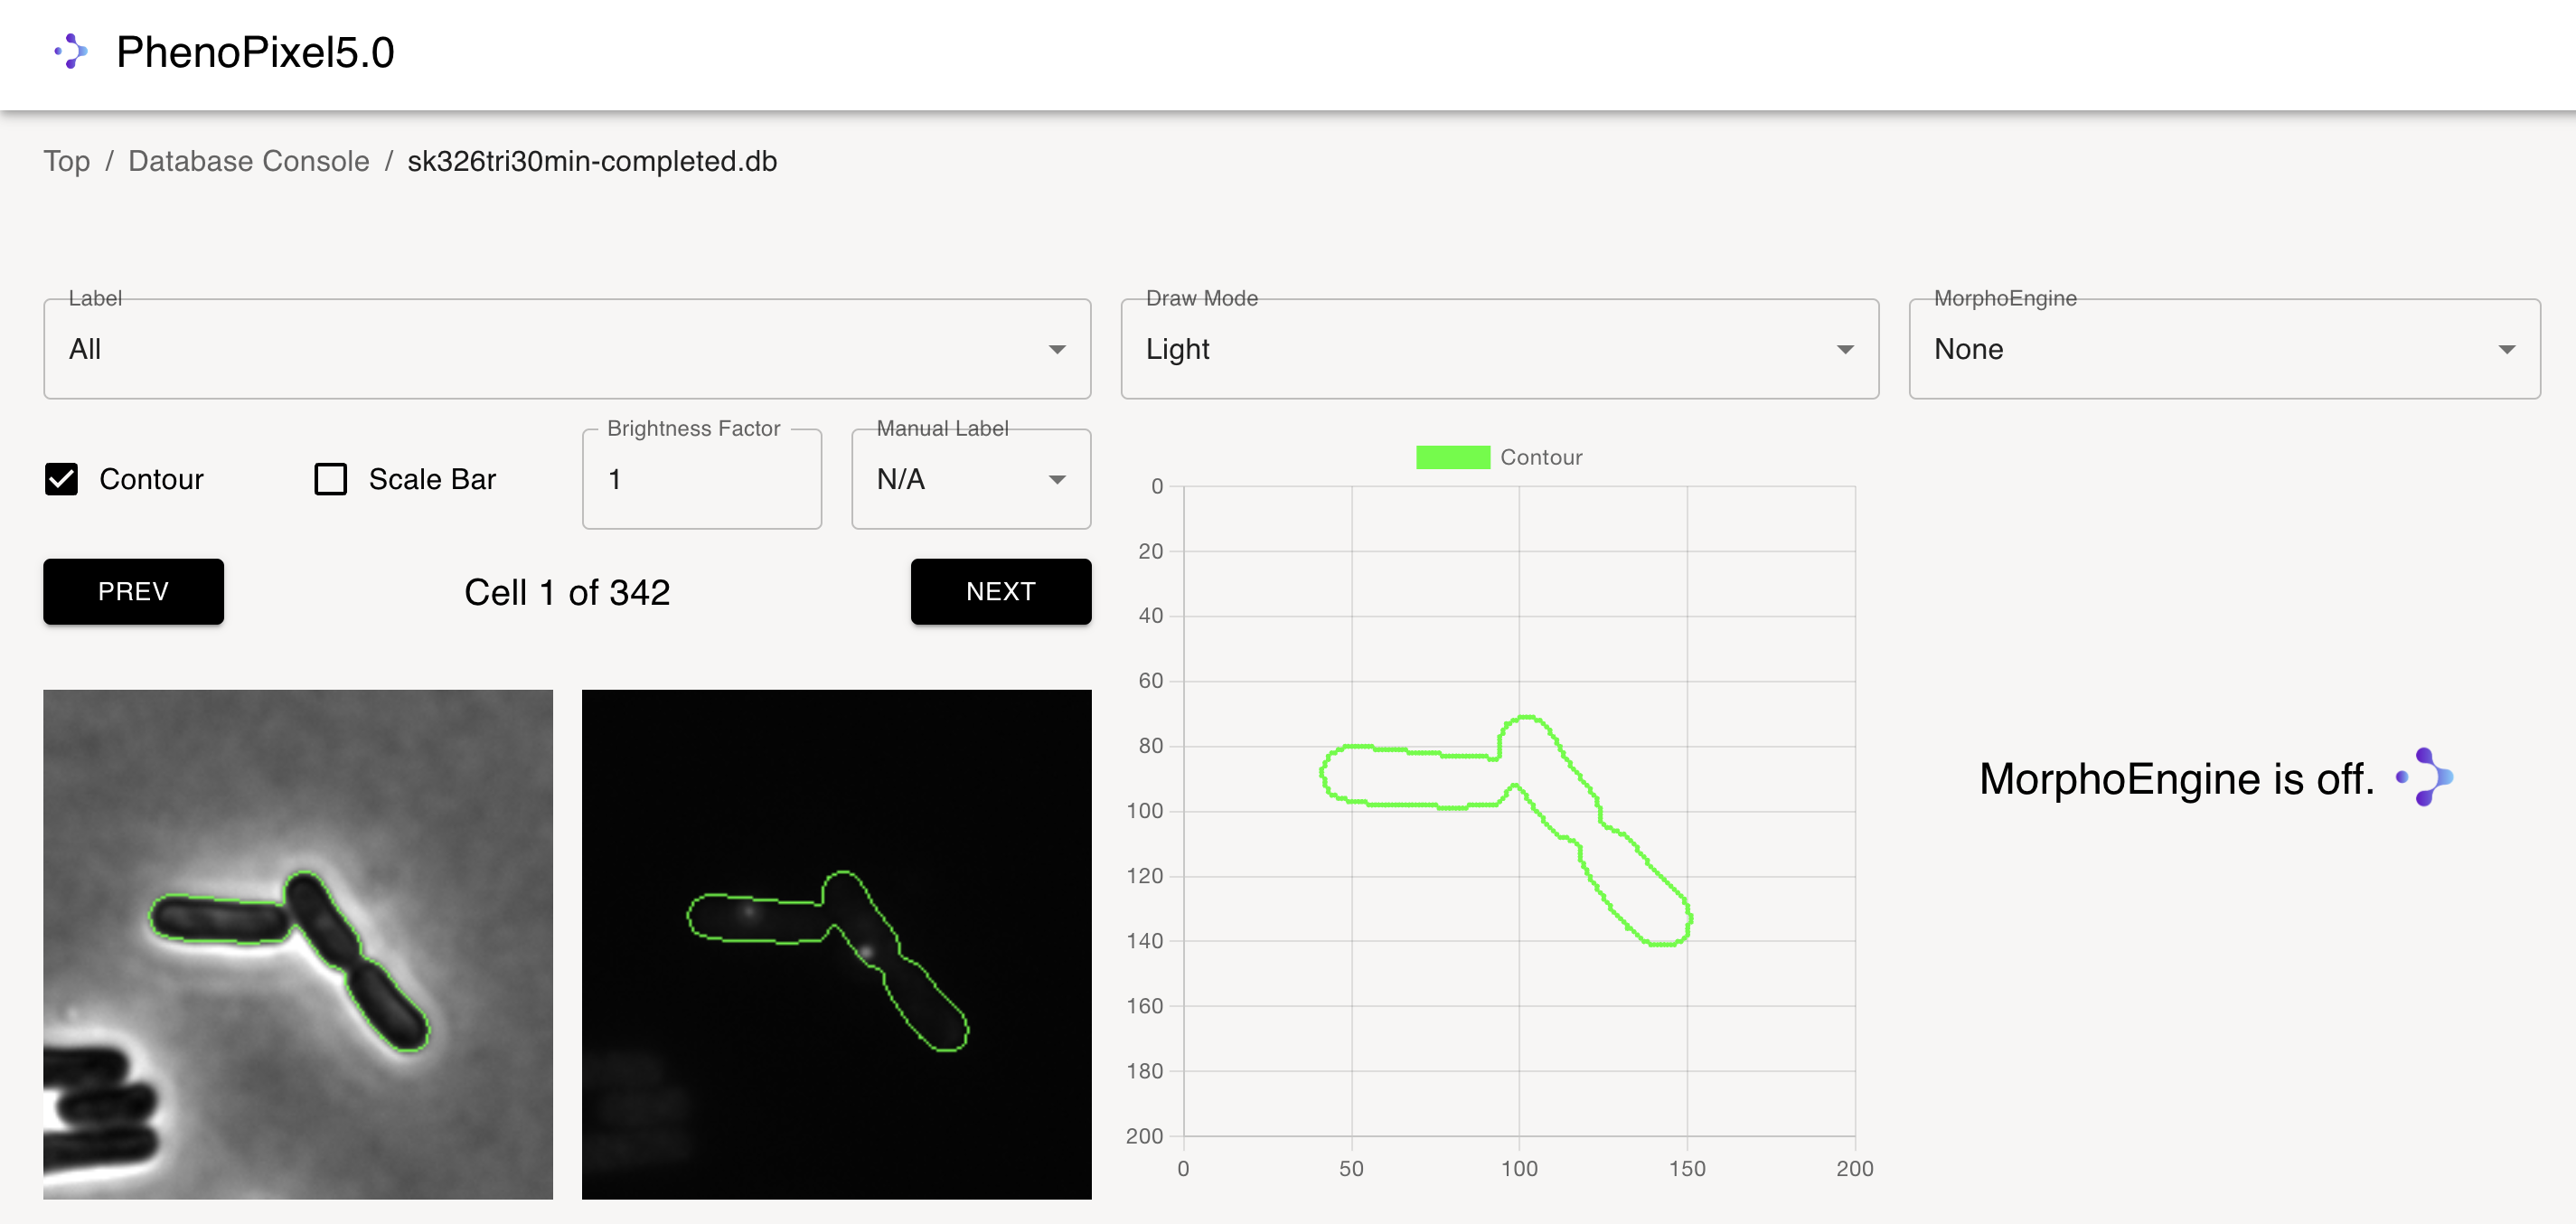 PhenoPixel5.0
Top / Database Console / sk326tri30min-completed.db
Label
All
Draw Mode
Light
MorphoEngine
None
Contour
Scale Bar
Brightness Factor
1
Manual Label
N/A
PREV
Cell 1 of 342
NEXT
Contour
0
20
40
60
80
100
120
140
160
180
200
0 50 100 150 200
MorphoEngine is off.